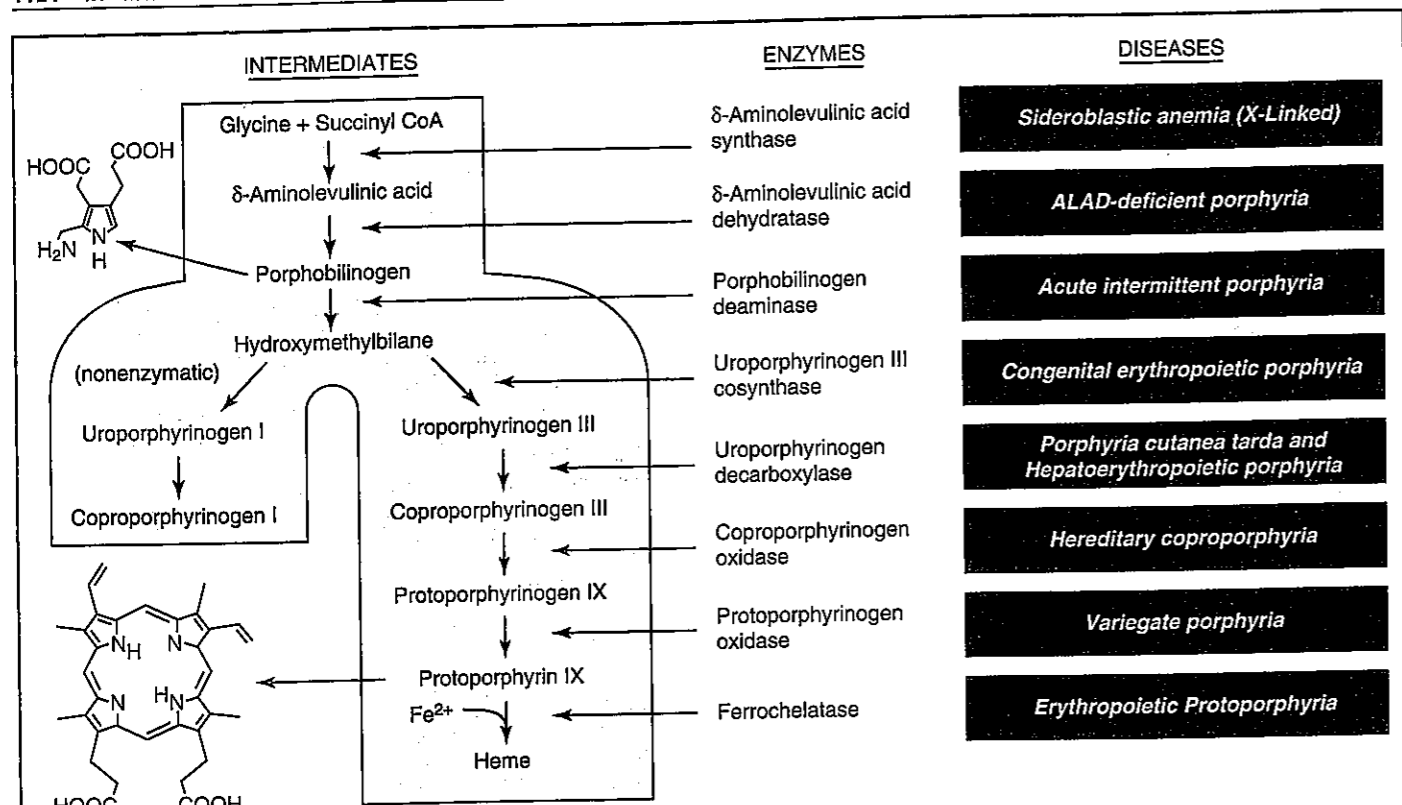 INTERMEDIATES
Glycine + Succinyl CoA
δ-Aminolevulinic acid
Porphobilinogen
Hydroxymethylbilane
(nonenzymatic)
Uroporphyrinogen I
Coproporphyrinogen I
Uroporphyrinogen III
Coproporphyrinogen III
Protoporphyrinogen IX
Protoporphyrin IX
Fe2+
Heme
HOOC
COOH
H2N
N
H
N
H
N
N
H
N
HOOC
COOH
ENZYMES
δ-Aminolevulinic acid
synthase
δ-Aminolevulinic acid
dehydratase
Porphobilinogen
deaminase
Uroporphyrinogen III
cosynthase
Uroporphyrinogen
decarboxylase
Coproporphyrinogen
oxidase
Protoporphyrinogen
oxidase
Ferrochelatase
DISEASES
Sideroblastic anemia (X-Linked)
ALAD-deficient porphyria
Acute intermittent porphyria
Congenital erythropoietic porphyria
Porphyria cutanea tarda and
Hepatoerythropoietic porphyria
Hereditary coproporphyria
Variegate porphyria
Erythropoietic Protoporphyria